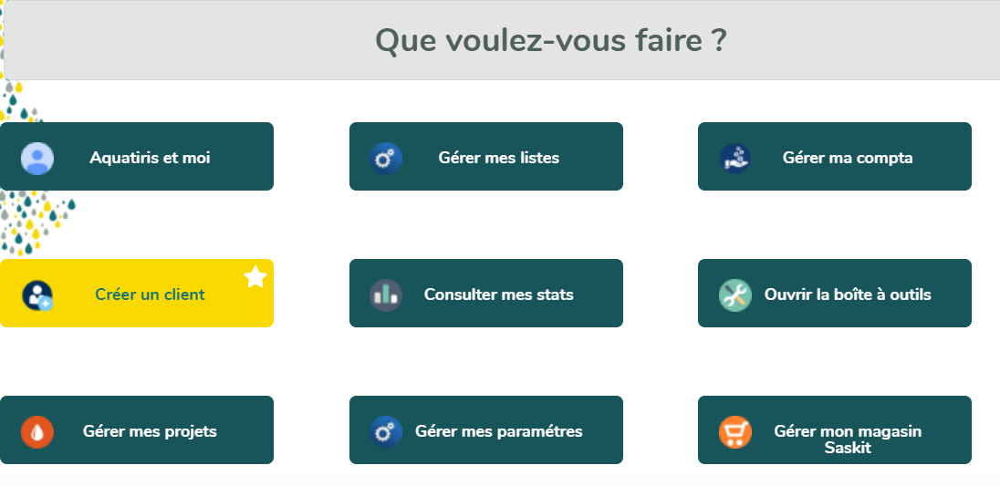 Que voulez-vous faire ?
Aquatiris et moi
Gérer mes listes
Gérer ma compta
Créer un client
Consulter mes stats
Ouvrir la boîte à outils
Gérer mes projets
Gérer mes paramétres
Gérer mon magasin
Saskit